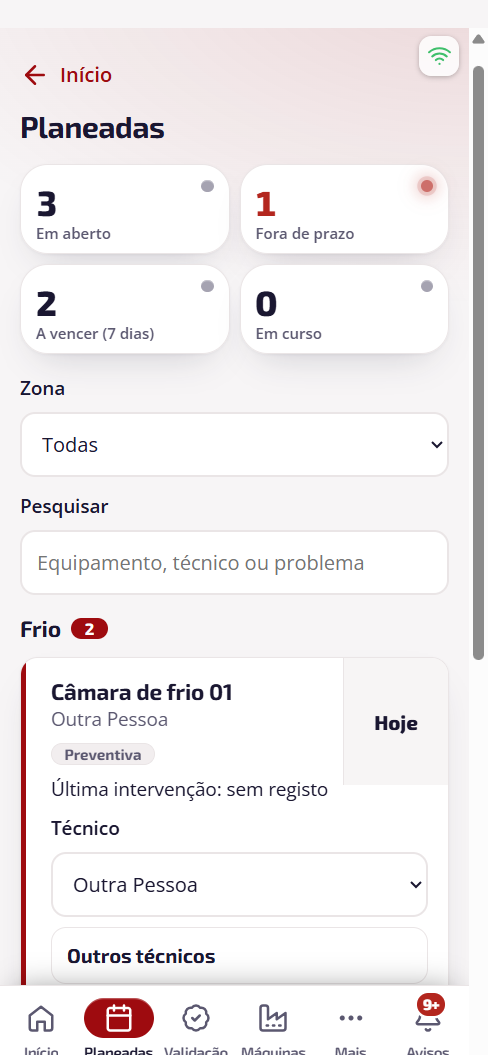 Início
Planeadas
3
Em aberto
1
Fora de prazo
2
A vencer (7 dias)
0
Em curso
Zona
Todas
Pesquisar
Equipamento, técnico ou problema
Frio 2
Câmara de frio 01
Outra Pessoa
Preventiva
Última intervenção: sem registo
Hoje
Técnico
Outra Pessoa
Outros técnicos
9+
Início Planeadas Validação Máquinas Mais Avisos